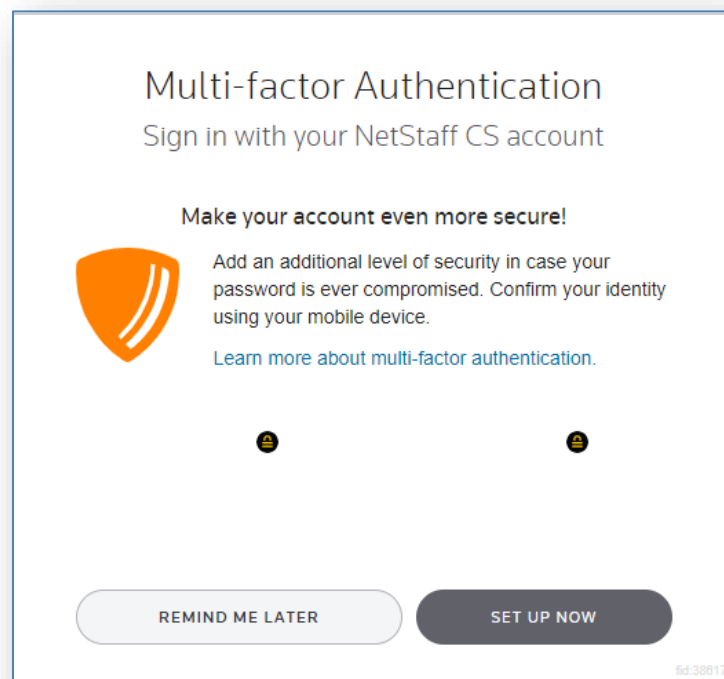 Multi-factor Authentication
Sign in with your NetStaff CS account
Make your account even more secure!
Add an additional level of security in case your
password is ever compromised. Confirm your identity
using your mobile device.
Learn more about multi-factor authentication.
REMIND ME LATER
SET UP NOW
fid:38617